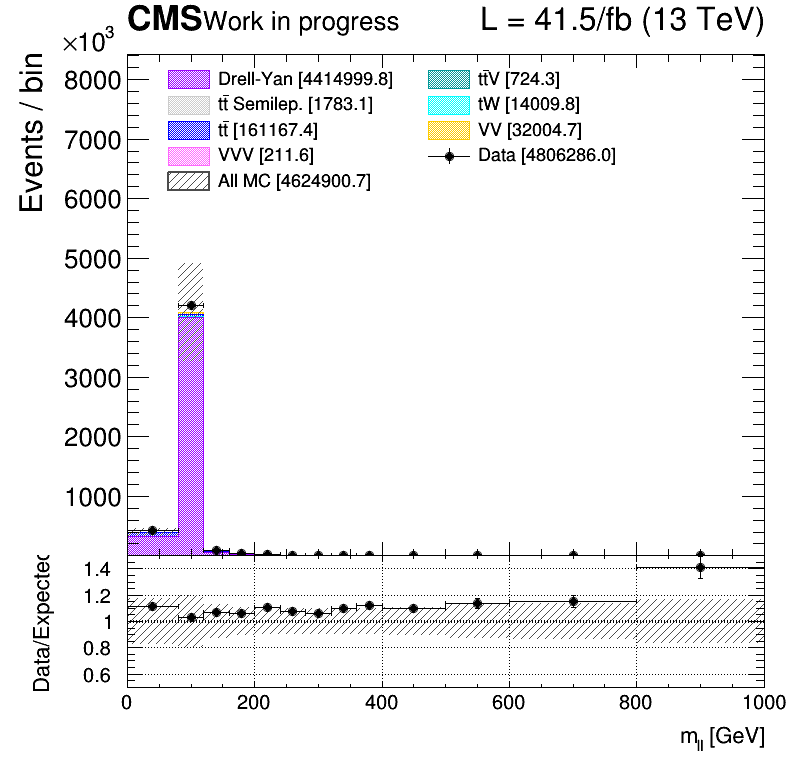 CMS Work in progress L = 41.5/fb (13 TeV)
×10³
Events / bin
8000
7000
6000
5000
4000
3000
2000
1000
Drell-Yan [4414999.8]
tt̄ Semilep. [1783.1]
tt̄ [161167.4]
VVV [211.6]
All MC [4624900.7]
tt̄V [724.3]
tW [14009.8]
VV [32004.7]
Data [4806286.0]
Data/Expected
1.4
1.2
1
0.8
0.6
0 200 400 600 800 1000
m_ll [GeV]